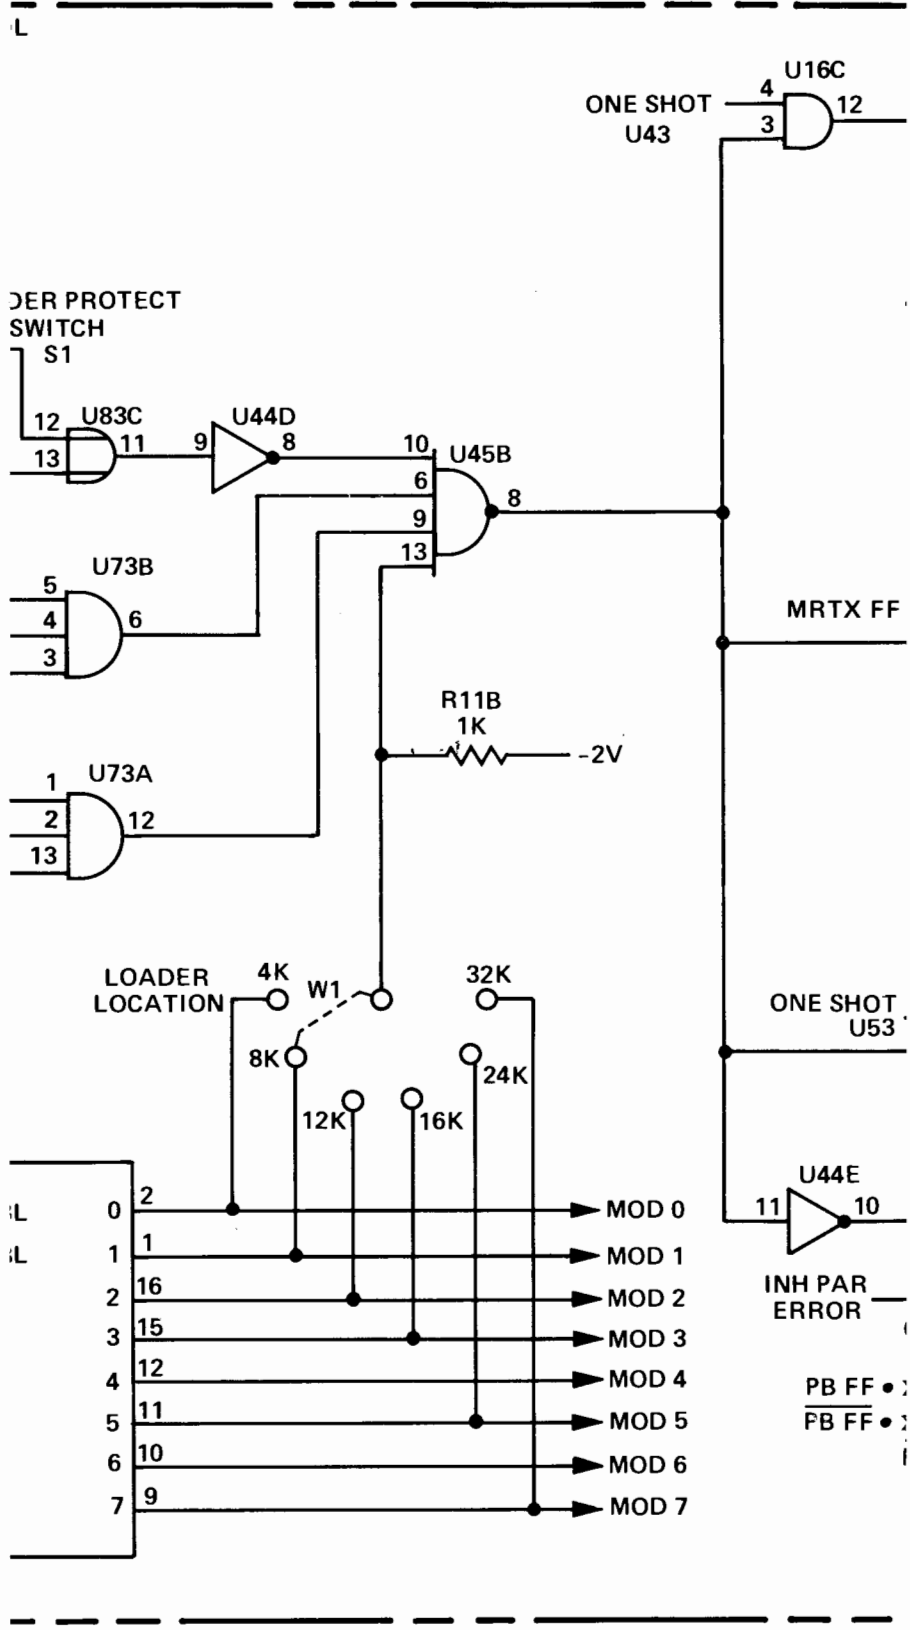 L
U16C
4
12
ONE SHOT
U43
3
DER PROTECT
SWITCH
S1
12
U83C
11
13
U44D
9
8
10
U45B
6
9
13
8
U73B
5
4
3
6
MRTX FF
R11B
1K
-2V
U73A
1
2
13
12
LOADER
LOCATION
4K
W1
32K
8K
24K
12K
16K
ONE SHOT
U53
U44E
11
10
L
0 2 MOD 0
L
1 1 MOD 1
2 16 MOD 2
3 15 MOD 3
4 12 MOD 4
5 11 MOD 5
6 10 MOD 6
7 9 MOD 7
INH PAR
ERROR
PB FF •
P̅B̅ ̅F̅F̅ •